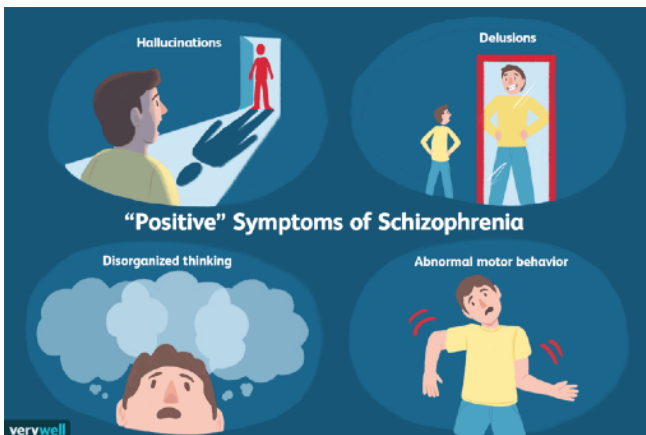 Hallucinations
Delusions
“Positive” Symptoms of Schizophrenia
Disorganized thinking
Abnormal motor behavior
verywell